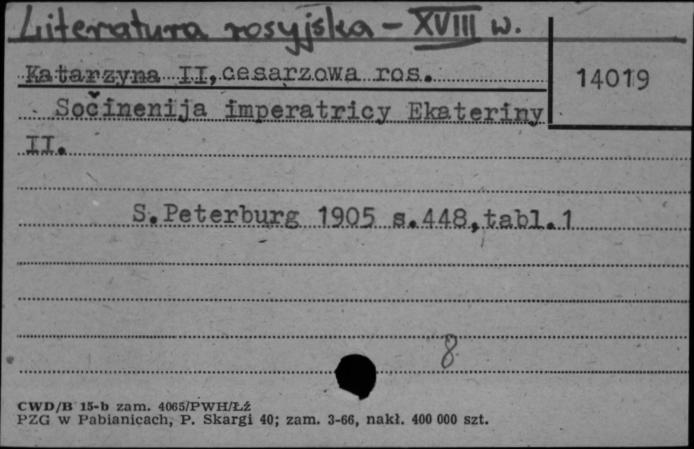 Literatura rosyjska - XVIII w.
Katarzyna II, cesarzowa ros.
14019
Sočinenija imperatricy Ekateriny
II.
S.Peterburg 1905 s.448,tabl.1
8
CWD/B 15-b zam. 4065/PWH/Łź
PZG w Pabianicach, P. Skargi 40; zam. 3-66, nakł. 400 000 szt.